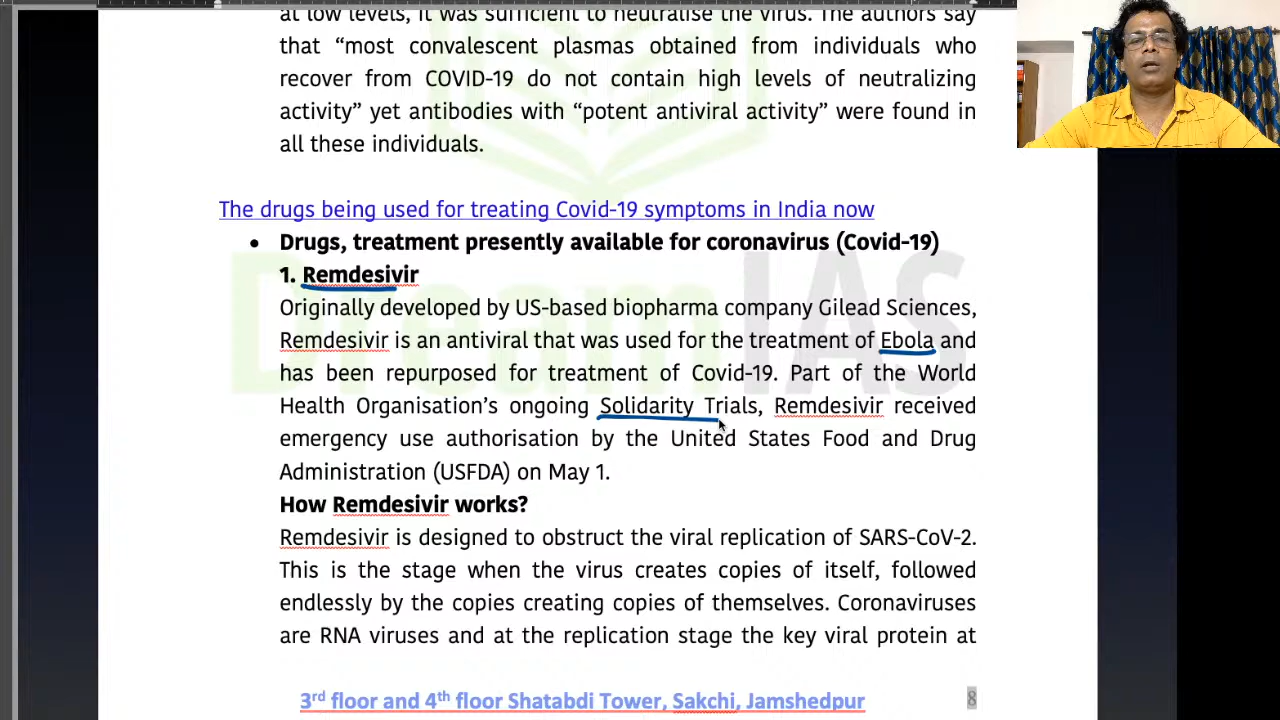 at low levels, it was sufficient to neutralise the virus. The authors say
that “most convalescent plasmas obtained from individuals who
recover from COVID-19 do not contain high levels of neutralizing
activity” yet antibodies with “potent antiviral activity” were found in
all these individuals.
The drugs being used for treating Covid-19 symptoms in India now
• Drugs, treatment presently available for coronavirus (Covid-19)
1. Remdesivir
Originally developed by US-based biopharma company Gilead Sciences,
Remdesivir is an antiviral that was used for the treatment of Ebola and
has been repurposed for treatment of Covid-19. Part of the World
Health Organisation’s ongoing Solidarity Trials, Remdesivir received
emergency use authorisation by the United States Food and Drug
Administration (USFDA) on May 1.
How Remdesivir works?
Remdesivir is designed to obstruct the viral replication of SARS-CoV-2.
This is the stage when the virus creates copies of itself, followed
endlessly by the copies creating copies of themselves. Coronaviruses
are RNA viruses and at the replication stage the key viral protein at
3rd floor and 4th floor Shatabdi Tower, Sakchi, Jamshedpur
8
Dream IAS